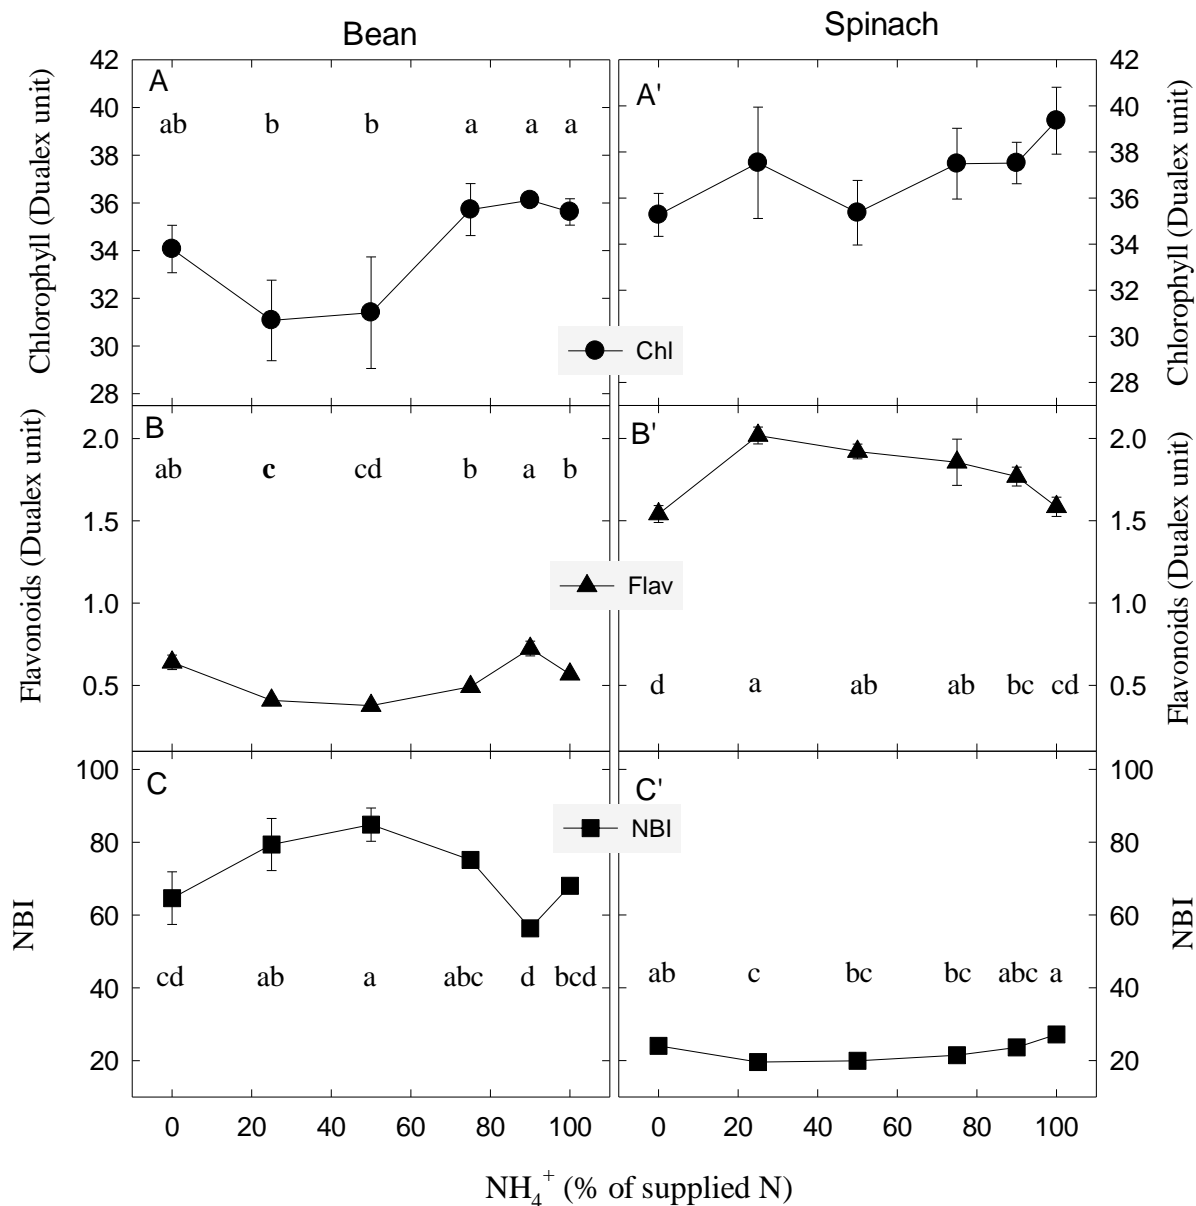 Bean
Spinach
Chlorophyll (Dualex unit)
42
40
38
36
34
32
30
28
A
ab b b a a a
A'
42
40
38
36
34
32
30
28
Chlorophyll (Dualex unit)
Chl
Flavonoids (Dualex unit)
2.0
1.5
1.0
0.5
B
ab c cd b a b
B'
d a ab ab bc cd
2.0
1.5
1.0
0.5
Flavonoids (Dualex unit)
Flav
NBI
100
80
60
40
20
C
cd ab a abc d bcd
C'
ab c bc bc abc a
100
80
60
40
20
NBI
NBI
0 20 40 60 80 100
0 20 40 60 80 100
NH₄⁺ (% of supplied N)